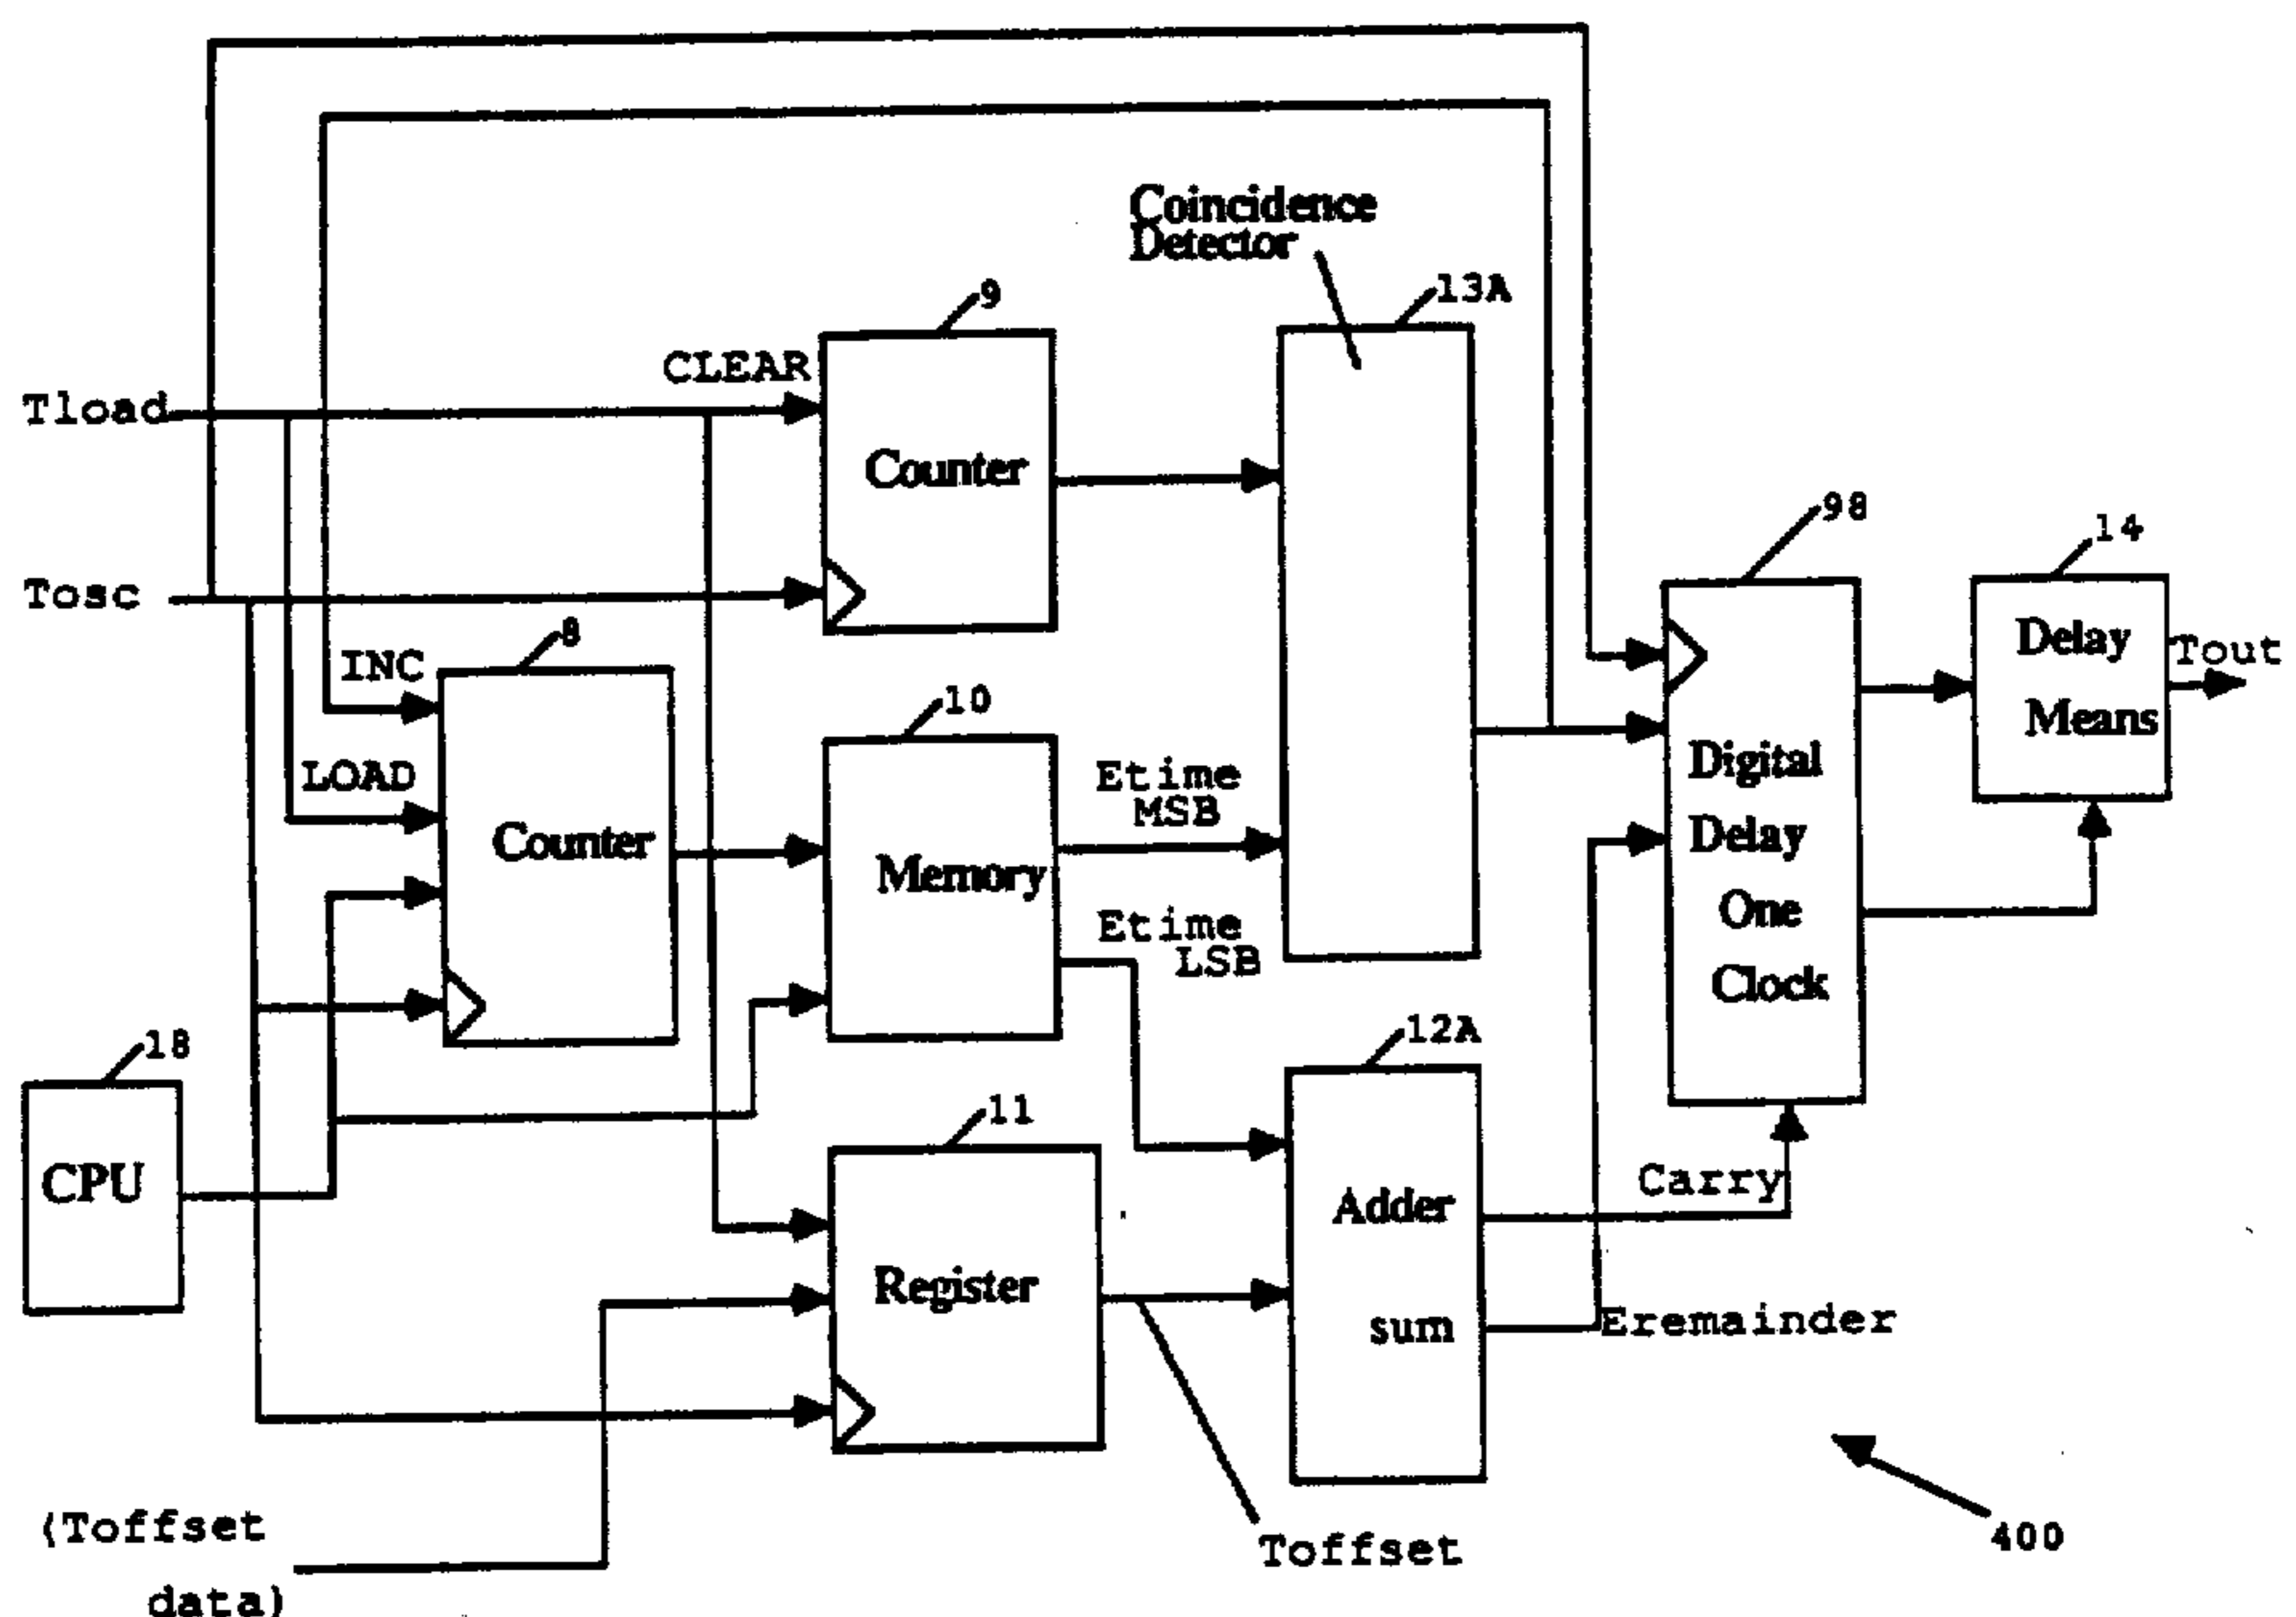 Coincidence
Detector
13A
9
CLEAR
Tload
Counter
98
14
Tosc
Delay
Means
Tout
8
INC
10
LOAD
Counter
Memory
Etime
MSB
Etime
LSB
Digital
Delay
One
Clock
18
12A
CPU
11
Carry
Adder
sum
Register
Eremainder
(Toffset
data)
Toffset
400